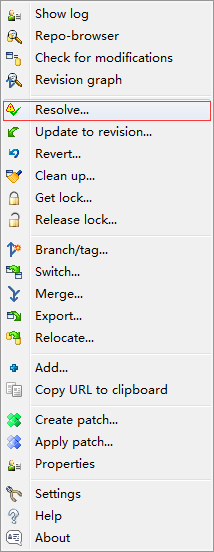 Show log
Repo-browser
Check for modifications
Revision graph
Resolve...
Update to revision...
Revert...
Clean up...
Get lock...
Release lock...
Branch/tag...
Switch...
Merge...
Export...
Relocate...
Add...
Copy URL to clipboard
Create patch...
Apply patch...
Properties
Settings
Help
About